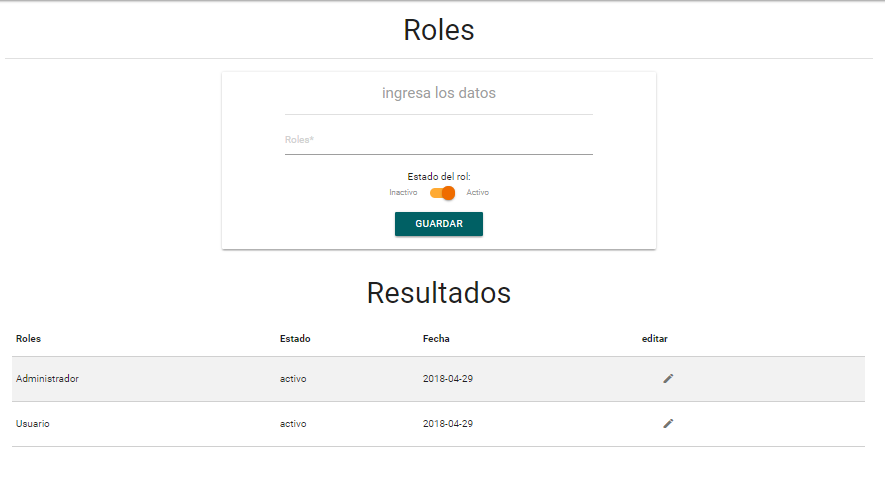 Roles
ingresa los datos
Roles*
Estado del rol:
Inactivo Activo
GUARDAR
Resultados
Roles Estado Fecha editar
Administrador activo 2018-04-29
Usuario activo 2018-04-29